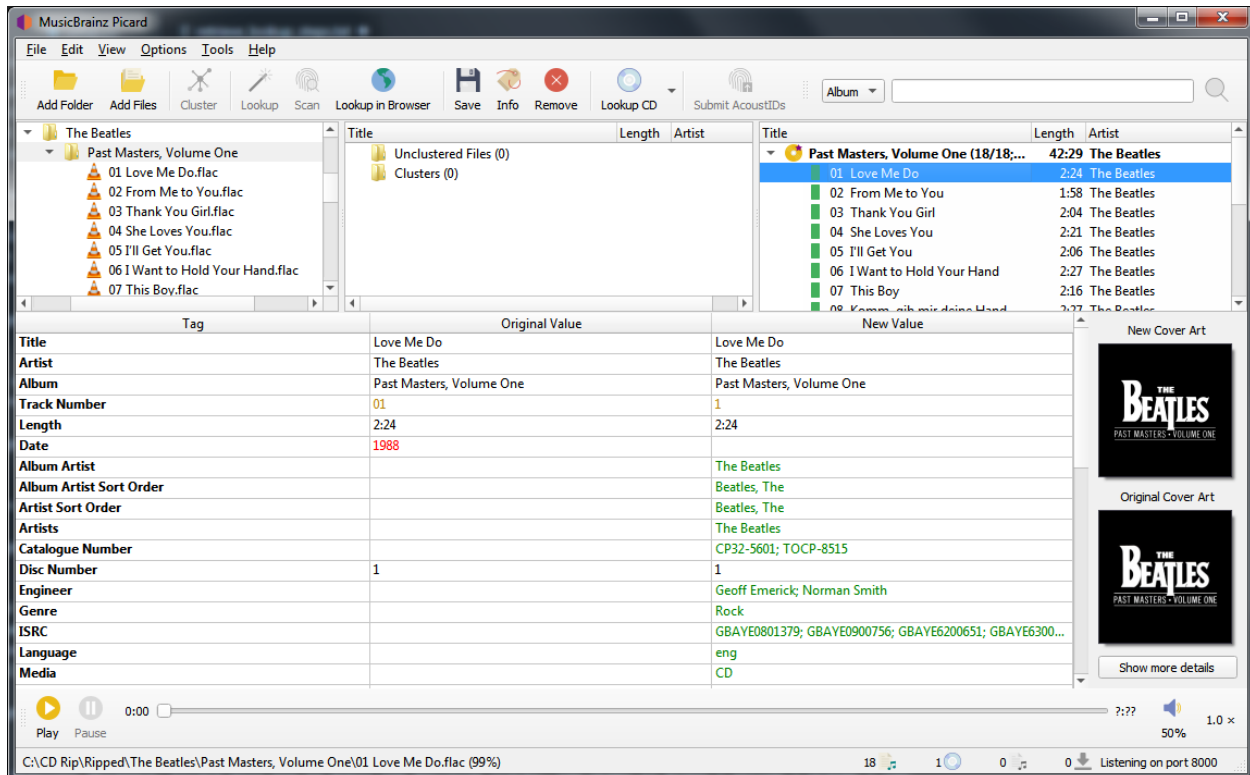 MusicBrainz Picard
File Edit View Options Tools Help
Add Folder Add Files Cluster Lookup Scan Lookup in Browser Save Info Remove Lookup CD Submit AcoustIDs Album
The Beatles
Past Masters, Volume One
01 Love Me Do.flac
02 From Me to You.flac
03 Thank You Girl.flac
04 She Loves You.flac
05 I'll Get You.flac
06 I Want to Hold Your Hand.flac
07 This Boy.flac
Title Length Artist
Unclustered Files (0)
Clusters (0)
Title Length Artist
Past Masters, Volume One (18/18;... 42:29 The Beatles
01 Love Me Do 2:24 The Beatles
02 From Me to You 1:58 The Beatles
03 Thank You Girl 2:04 The Beatles
04 She Loves You 2:21 The Beatles
05 I'll Get You 2:06 The Beatles
06 I Want to Hold Your Hand 2:27 The Beatles
07 This Boy 2:16 The Beatles
08 Komm, gib mir deine Hand 2:27 The Beatles
Tag Original Value New Value
Title Love Me Do Love Me Do
Artist The Beatles The Beatles
Album Past Masters, Volume One Past Masters, Volume One
Track Number 01 1
Length 2:24 2:24
Date 1988
Album Artist The Beatles
Album Artist Sort Order Beatles, The
Artist Sort Order Beatles, The
Artists The Beatles
Catalogue Number CP32-5601; TOCP-8515
Disc Number 1 1
Engineer Geoff Emerick; Norman Smith
Genre Rock
ISRC GBAYE0801379; GBAYE0900756; GBAYE6200651; GBAYE6300...
Language eng
Media CD
New Cover Art
THE
BEATLES
PAST MASTERS • VOLUME ONE
Original Cover Art
THE
BEATLES
PAST MASTERS • VOLUME ONE
Show more details
Play Pause 0:00 ?:?? 50% 1.0 ×
C:\CD Rip\Ripped\The Beatles\Past Masters, Volume One\01 Love Me Do.flac (99%) 18 1 0 0 Listening on port 8000